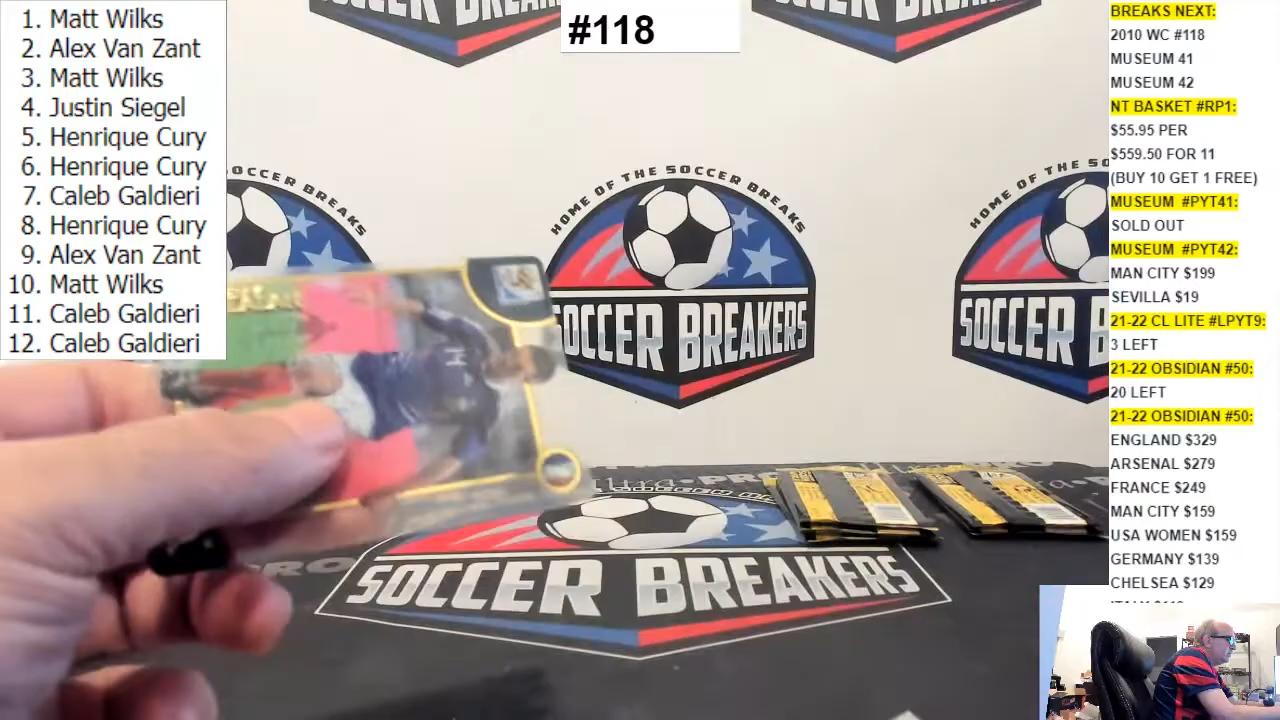 1. Matt Wilks
2. Alex Van Zant
3. Matt Wilks
4. Justin Siegel
5. Henrique Cury
6. Henrique Cury
7. Caleb Galdieri
8. Henrique Cury
9. Alex Van Zant
10. Matt Wilks
11. Caleb Galdieri
12. Caleb Galdieri
#118
HOME OF THE SOCCER BREAKS
SOCCER BREAKERS
SOCCER B
SOCCER BREAKERS
BREAKS NEXT:
2010 WC #118
MUSEUM 41
MUSEUM 42
NT BASKET #RP1:
$55.95 PER
$559.50 FOR 11
(BUY 10 GET 1 FREE)
MUSEUM #PYT41:
SOLD OUT
MUSEUM #PYT42:
MAN CITY $199
SEVILLA $19
21-22 CL LITE #LPYT9:
3 LEFT
21-22 OBSIDIAN #50:
20 LEFT
21-22 OBSIDIAN #50:
ENGLAND $329
ARSENAL $279
FRANCE $249
MAN CITY $159
USA WOMEN $159
GERMANY $139
CHELSEA $129